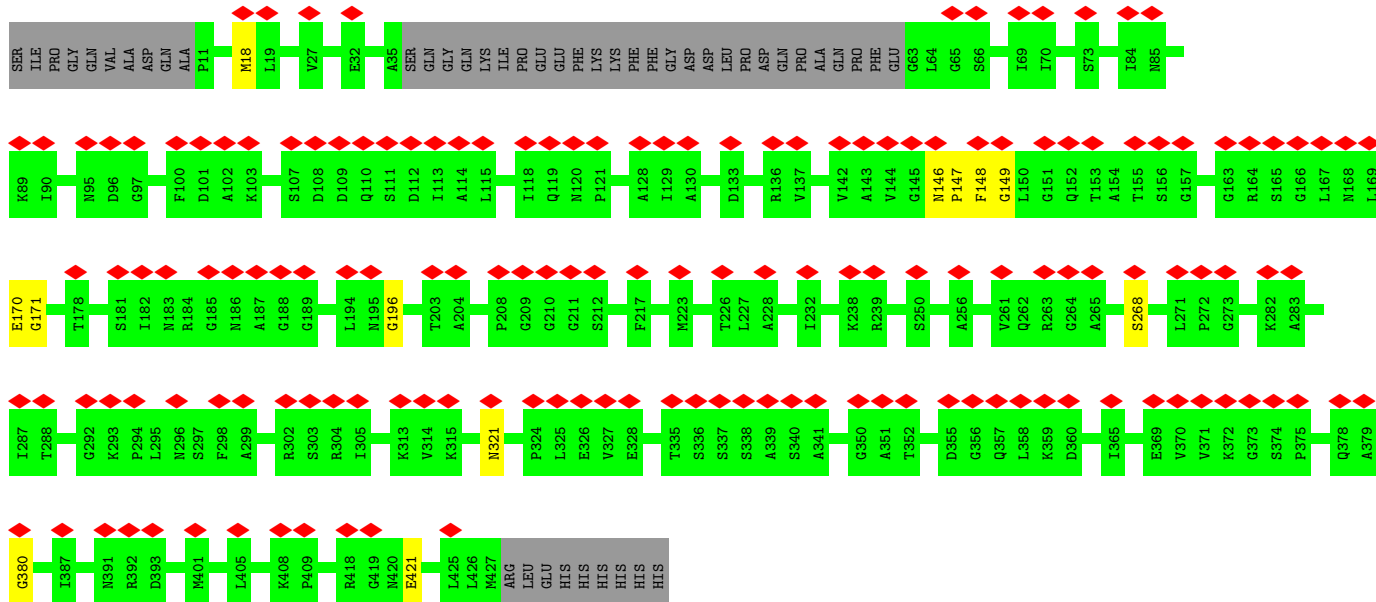 SER ILE PRO GLY GLN VAL ALA ASP GLN ALA P11 M18 L19 V27 E32 A35 SER GLN GLY GLN LYS ILE PRO GLU GLU PHE LYS LYS PHE PHE GLY ASP ASP LEU PRO ASP GLN PRO ALA GLN PRO PHE GLU G63 L64 G65 S66 I69 I70 S73 I84 N85
K89 I90 N95 D96 G97 F100 D101 A102 K103 S107 D108 D109 Q110 S111 D112 I113 A114 L115 I118 Q119 N120 P121 A128 I129 A130 D133 R136 V137 V142 A143 V144 G145 N146 P147 F148 G149 L150 G151 Q152 T153 A154 T155 S156 G157 G163 R164 S165 G166 L167 N168 L169
E170 G171 T178 S181 I182 N183 R184 G185 N186 A187 G188 G189 L194 N195 G196 T203 A204 P208 G209 G210 G211 S212 F217 M223 T226 L227 A228 I232 K238 R239 S250 A256 V261 Q262 R263 G264 A265 S268 L271 P272 G273 K282 A283
I287 T288 G292 K293 P294 L295 N296 S297 F298 A299 R302 S303 R304 I305 K313 V314 K315 N321 P324 L325 E326 V327 E328 T335 S336 S337 S338 A339 S340 A341 G350 A351 T352 D355 G356 Q357 L358 K359 D360 I365 E369 V370 V371 K372 G373 S374 P375 Q378 A379
G380 I387 N391 R392 D393 M401 L405 K408 P409 R418 G419 N420 E421 L425 L426 M427 ARG LEU GLU HIS HIS HIS HIS HIS HIS